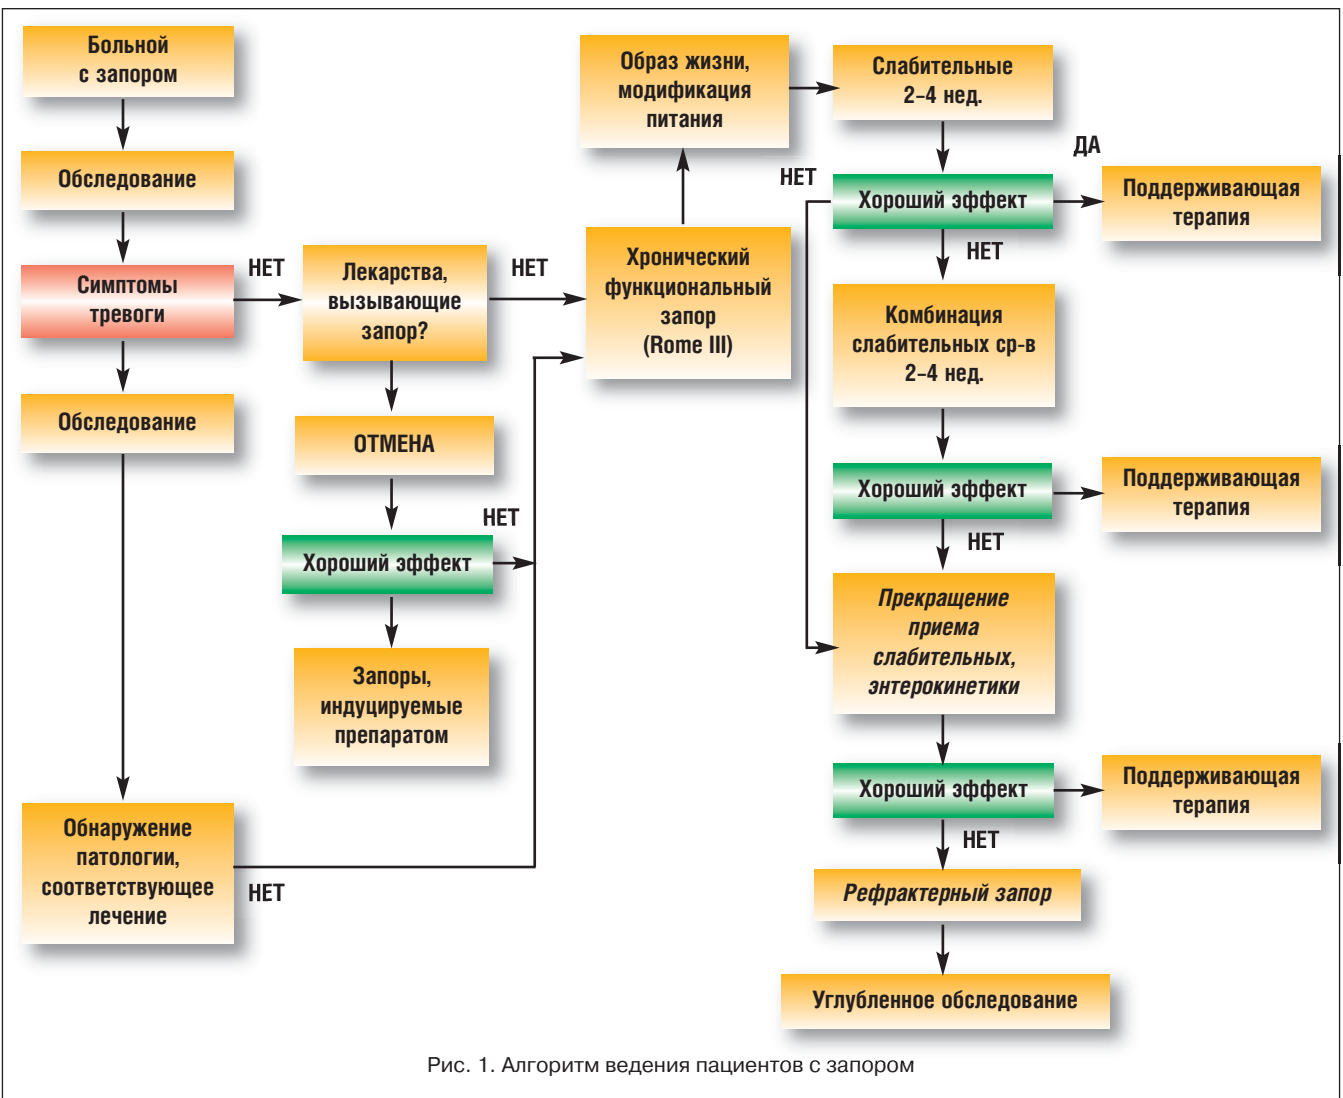 Больной
с запором
Обследование
Симптомы
тревоги
НЕТ
Обследование
Обнаружение
патологии,
соответствующее
лечение
НЕТ
Лекарства,
вызывающие
запор?
НЕТ
ОТМЕНА
Хороший эффект
НЕТ
Запоры,
индуцируемые
препаратом
Хронический
функциональный
запор
(Rome III)
Образ жизни,
модификация
питания
Слабительные
2–4 нед.
Хороший эффект
ДА
Поддерживающая
терапия
НЕТ
НЕТ
Комбинация
слабительных ср-в
2–4 нед.
Хороший эффект
Поддерживающая
терапия
НЕТ
Прекращение
приема
слабительных,
энтерокинетики
Хороший эффект
Поддерживающая
терапия
НЕТ
Рефрактерный запор
Углубленное обследование
Рис. 1. Алгоритм ведения пациентов с запором